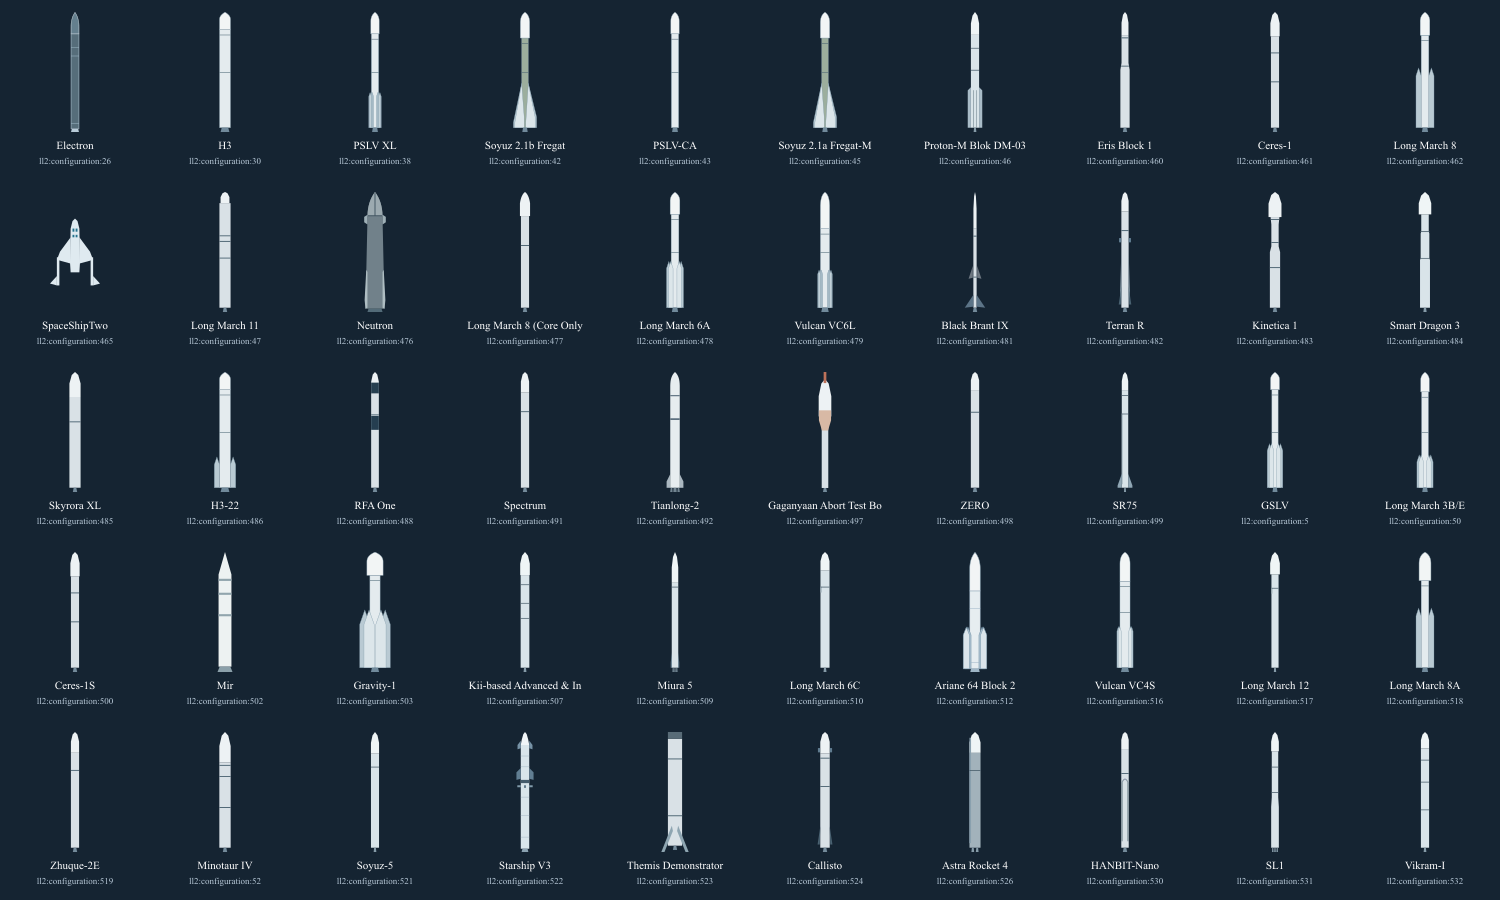 Electron
ll2:configuration:26
H3
ll2:configuration:30
PSLV XL
ll2:configuration:38
Soyuz 2.1b Fregat
ll2:configuration:42
PSLV-CA
ll2:configuration:43
Soyuz 2.1a Fregat-M
ll2:configuration:45
Proton-M Blok DM-03
ll2:configuration:46
Eris Block 1
ll2:configuration:460
Ceres-1
ll2:configuration:461
Long March 8
ll2:configuration:462
SpaceShipTwo
ll2:configuration:465
Long March 11
ll2:configuration:47
Neutron
ll2:configuration:476
Long March 8 (Core Only
ll2:configuration:477
Long March 6A
ll2:configuration:478
Vulcan VC6L
ll2:configuration:479
Black Brant IX
ll2:configuration:481
Terran R
ll2:configuration:482
Kinetica 1
ll2:configuration:483
Smart Dragon 3
ll2:configuration:484
Skyrora XL
ll2:configuration:485
H3-22
ll2:configuration:486
RFA One
ll2:configuration:488
Spectrum
ll2:configuration:491
Tianlong-2
ll2:configuration:492
Gaganyaan Abort Test Bo
ll2:configuration:497
ZERO
ll2:configuration:498
SR75
ll2:configuration:499
GSLV
ll2:configuration:5
Long March 3B/E
ll2:configuration:50
Ceres-1S
ll2:configuration:500
Mir
ll2:configuration:502
Gravity-1
ll2:configuration:503
Kii-based Advanced & In
ll2:configuration:507
Miura 5
ll2:configuration:509
Long March 6C
ll2:configuration:510
Ariane 64 Block 2
ll2:configuration:512
Vulcan VC4S
ll2:configuration:516
Long March 12
ll2:configuration:517
Long March 8A
ll2:configuration:518
Zhuque-2E
ll2:configuration:519
Minotaur IV
ll2:configuration:52
Soyuz-5
ll2:configuration:521
Starship V3
ll2:configuration:522
Themis Demonstrator
ll2:configuration:523
Callisto
ll2:configuration:524
Astra Rocket 4
ll2:configuration:526
HANBIT-Nano
ll2:configuration:530
SL1
ll2:configuration:531
Vikram-I
ll2:configuration:532